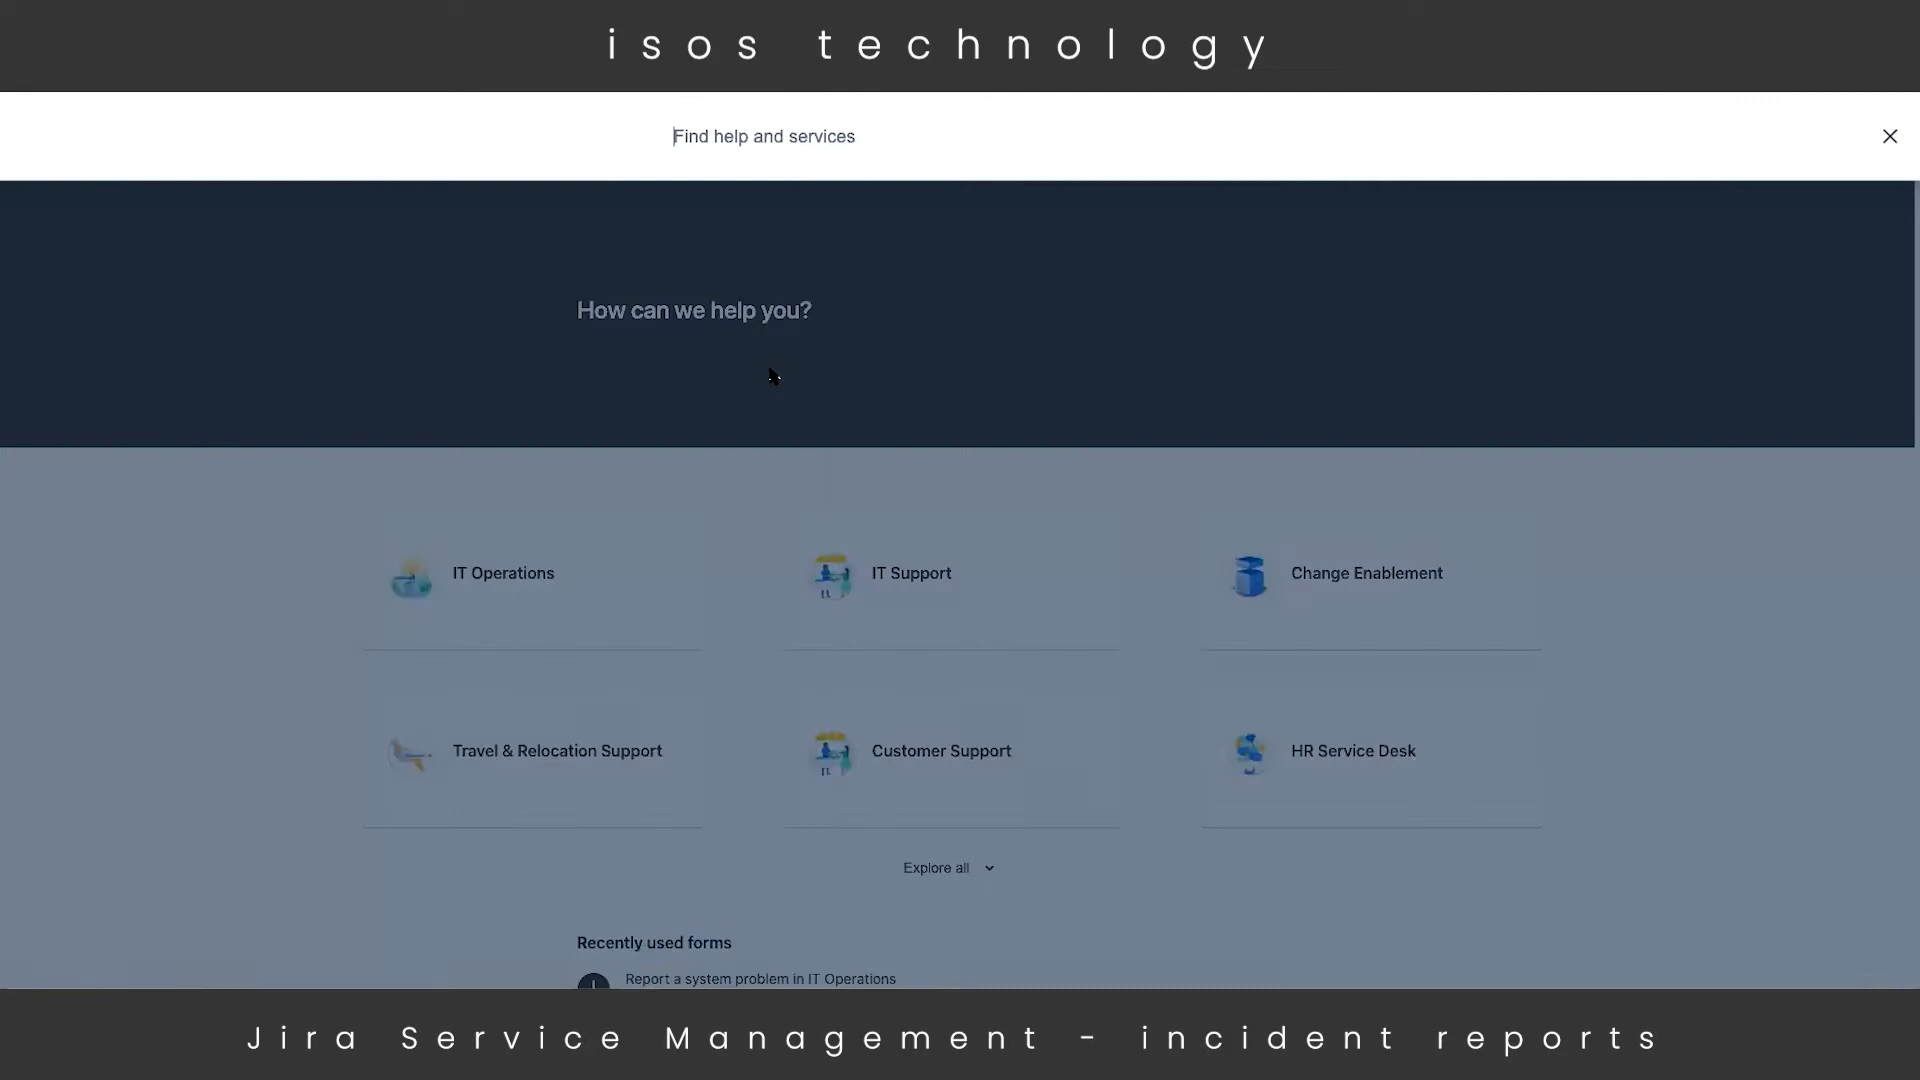 isos technology
Find help and services
How can we help you?
IT Operations
IT Support
Change Enablement
Travel & Relocation Support
Customer Support
HR Service Desk
Explore all
Recently used forms
Report a system problem in IT Operations
Jira Service Management - incident reports